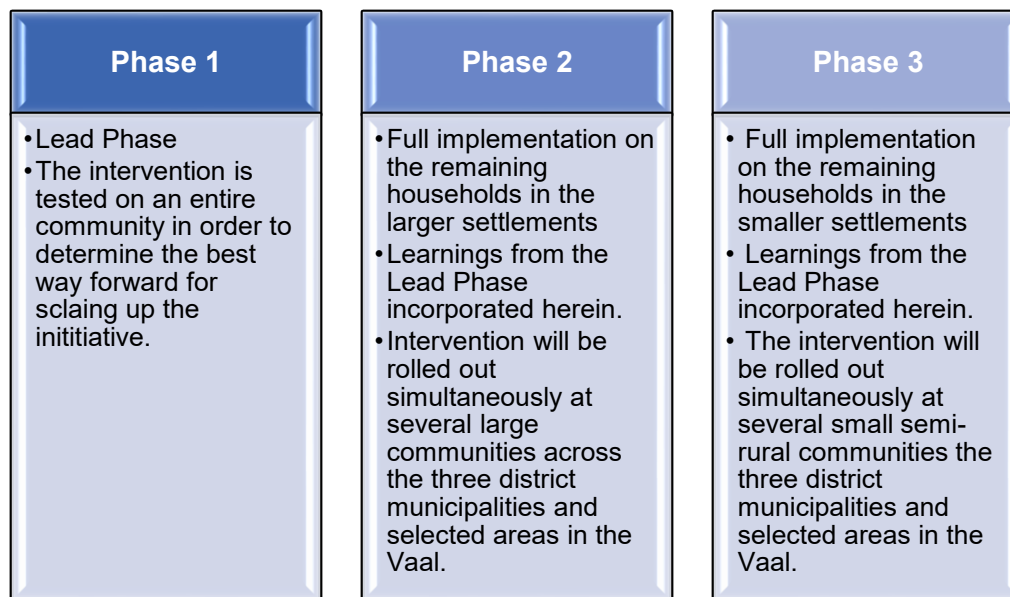 Phase 1
•Lead Phase
•The intervention is
tested on an entire
community in order to
determine the best
way forward for
sclaing up the
inititiative.
Phase 2
•Full implementation on
the remaining
households in the
larger settlements
•Learnings from the
Lead Phase
incorporated herein.
•Intervention will be
rolled out
simultaneously at
several large
communities across
the three district
municipalities and
selected areas in the
Vaal.
Phase 3
• Full implementation
on the remaining
households in the
smaller settlements
• Learnings from the
Lead Phase
incorporated herein.
• The intervention will
be rolled out
simultaneously at
several small semi-
rural communities the
three district
municipalities and
selected areas in the
Vaal.